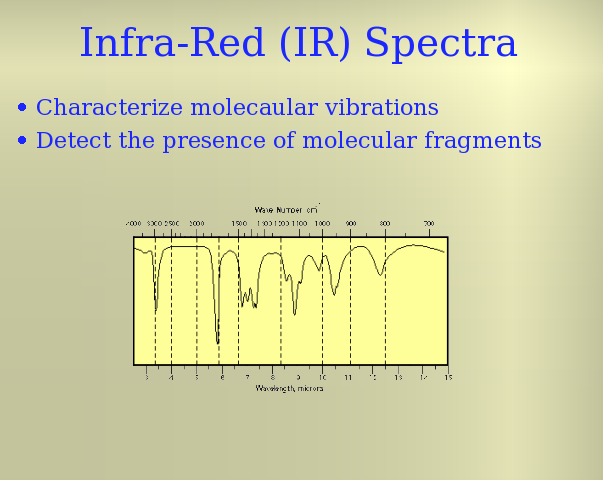 Infra-Red (IR) Spectra
• Characterize molecaular vibrations
• Detect the presence of molecular fragments
Wave Number, cm⁻
4000 3000 2500 2000 1500 1400 1200 1100 1000 900 800 700
3 4 5 6 7 8 9 10 11 12 13 14 15
Wavelength, microns